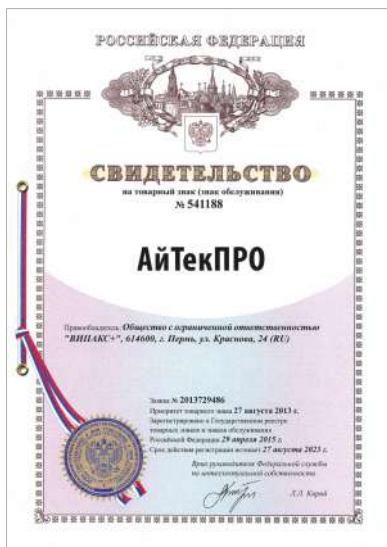 РОССИЙСКАЯ ФЕДЕРАЦИЯ
СВИДЕТЕЛЬСТВО
на товарный знак (знак обслуживания)
№ 541188
АйТекПРО
Правообладатель: Общество с ограниченной ответственностью
"ВИПАКС+", 614600, г. Пермь, ул. Краснова, 24 (RU)
Заявка № 2013729486
Приоритет товарного знака 27 августа 2013 г.
Зарегистрировано в Государственном реестре
товарных знаков и знаков обслуживания
Российской Федерации 29 апреля 2015 г.
Срок действия регистрации истекает 27 августа 2023 г.
Врио руководителя Федеральной службы
по интеллектуальной собственности
Л.Л. Кирий